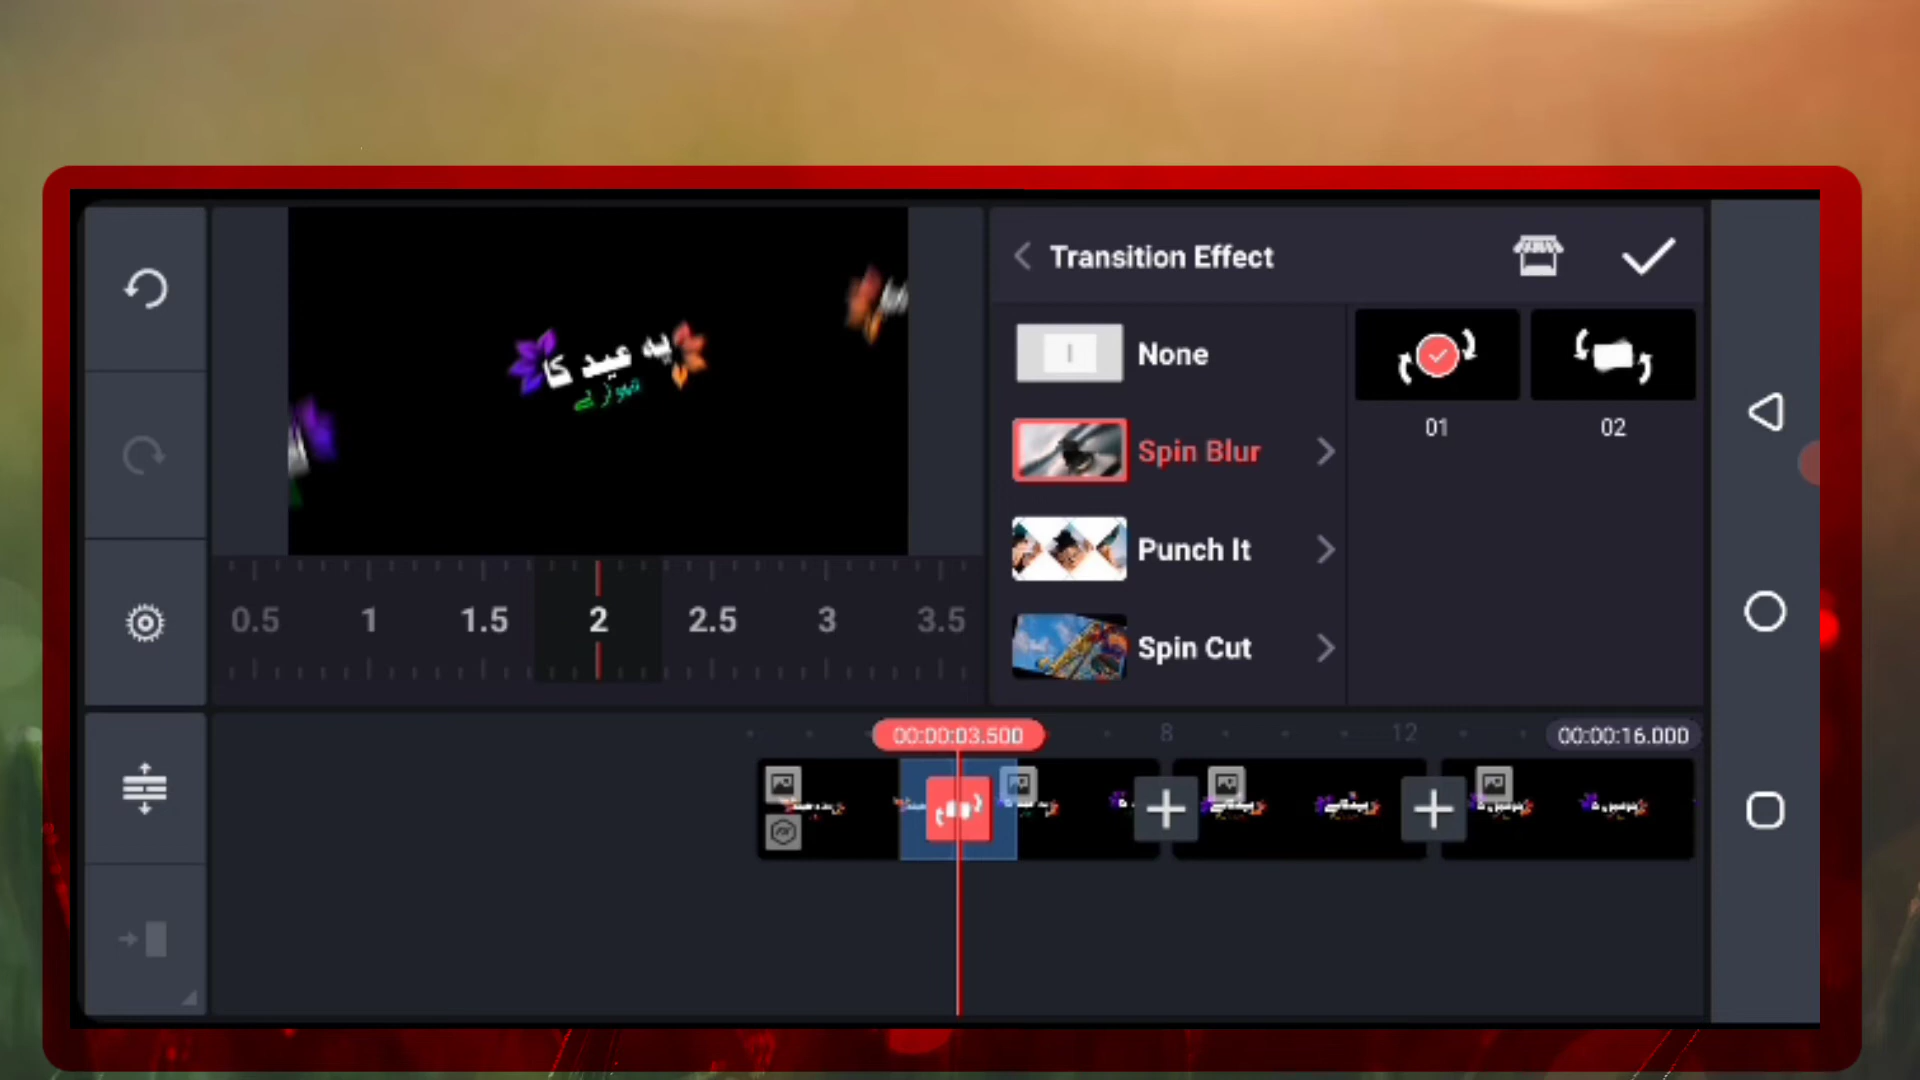 Transition Effect
یہ عید کا
None
01
02
Spin Blur
Punch It
Spin Cut
0.5 1 1.5 2 2.5 3 3.5
00:00:03.500 8 12 00:00:16.000